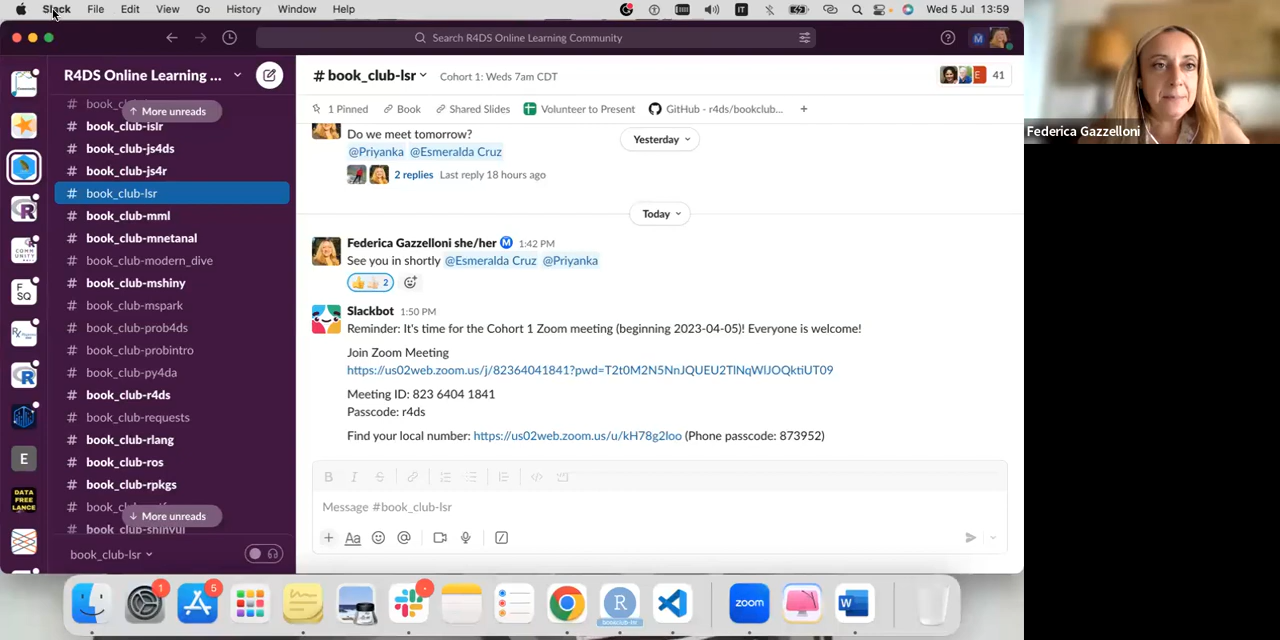 Slack File Edit View Go History Window Help IT Wed 5 Jul 13:59
Search R4DS Online Learning Community
R4DS Online Learning ...
# book_club-lsr Cohort 1: Weds 7am CDT 41
1 Pinned Book Shared Slides Volunteer to Present GitHub - r4ds/bookclub... +
↑ More unreads
# book_club-islr
# book_club-js4ds
# book_club-js4r
# book_club-lsr
# book_club-mml
# book_club-mnetanal
# book_club-modern_dive
# book_club-mshiny
# book_club-mspark
# book_club-prob4ds
# book_club-probintro
# book_club-py4da
# book_club-r4ds
# book_club-requests
# book_club-rlang
# book_club-ros
# book_club-rpkgs
↓ More unreads
# book_club-shinyui
book_club-lsr
Do we meet tomorrow?
Yesterday
@Priyanka @Esmeralda Cruz
2 replies Last reply 18 hours ago
Today
Federica Gazzelloni she/her M 1:42 PM
See you in shortly @Esmeralda Cruz @Priyanka
2
Slackbot 1:50 PM
Reminder: It's time for the Cohort 1 Zoom meeting (beginning 2023-04-05)! Everyone is welcome!
Join Zoom Meeting
https://us02web.zoom.us/j/82364041841?pwd=T2t0M2N5NnJQUEU2TlNqWlJOQktiUT09
Meeting ID: 823 6404 1841
Passcode: r4ds
Find your local number: https://us02web.zoom.us/u/kH78g2loo (Phone passcode: 873952)
B I S
Message #book_club-lsr
+ Aa @
E
DATA
FREE
LANCE
1 5 R zoom W
Federica Gazzelloni